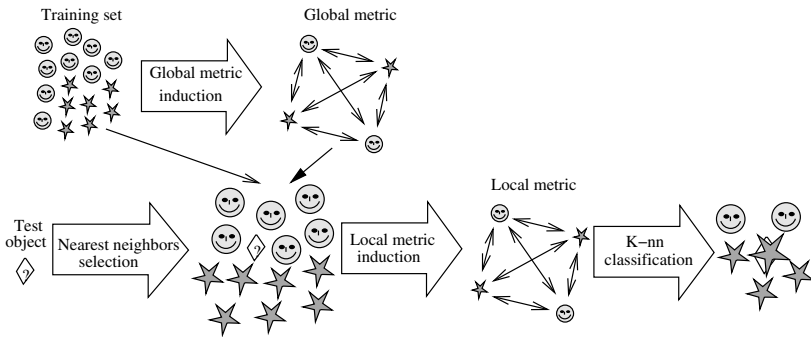 Training set
Global metric
Global metric
induction
Local metric
Test
object
?
Nearest neighbors
selection
?
Local metric
induction
K-nn
classification
?